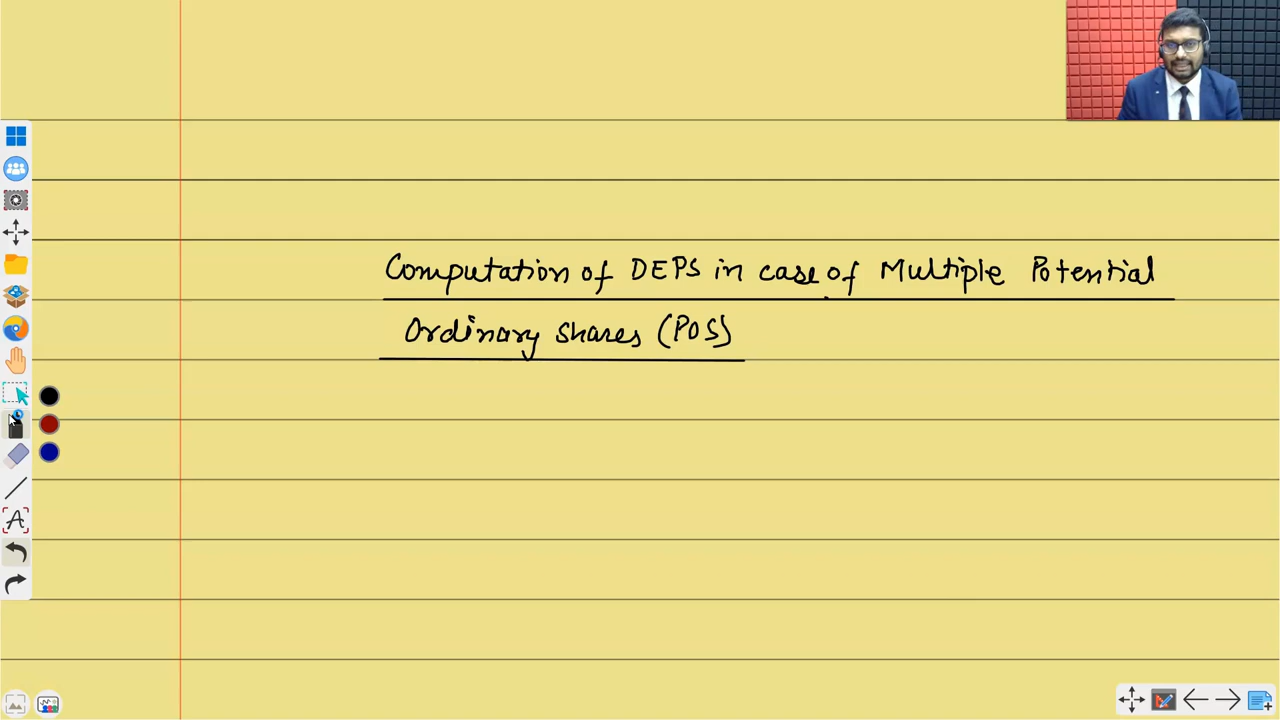 Computation of DEPS in case of Multiple Potential
Ordinary Shares (POS)